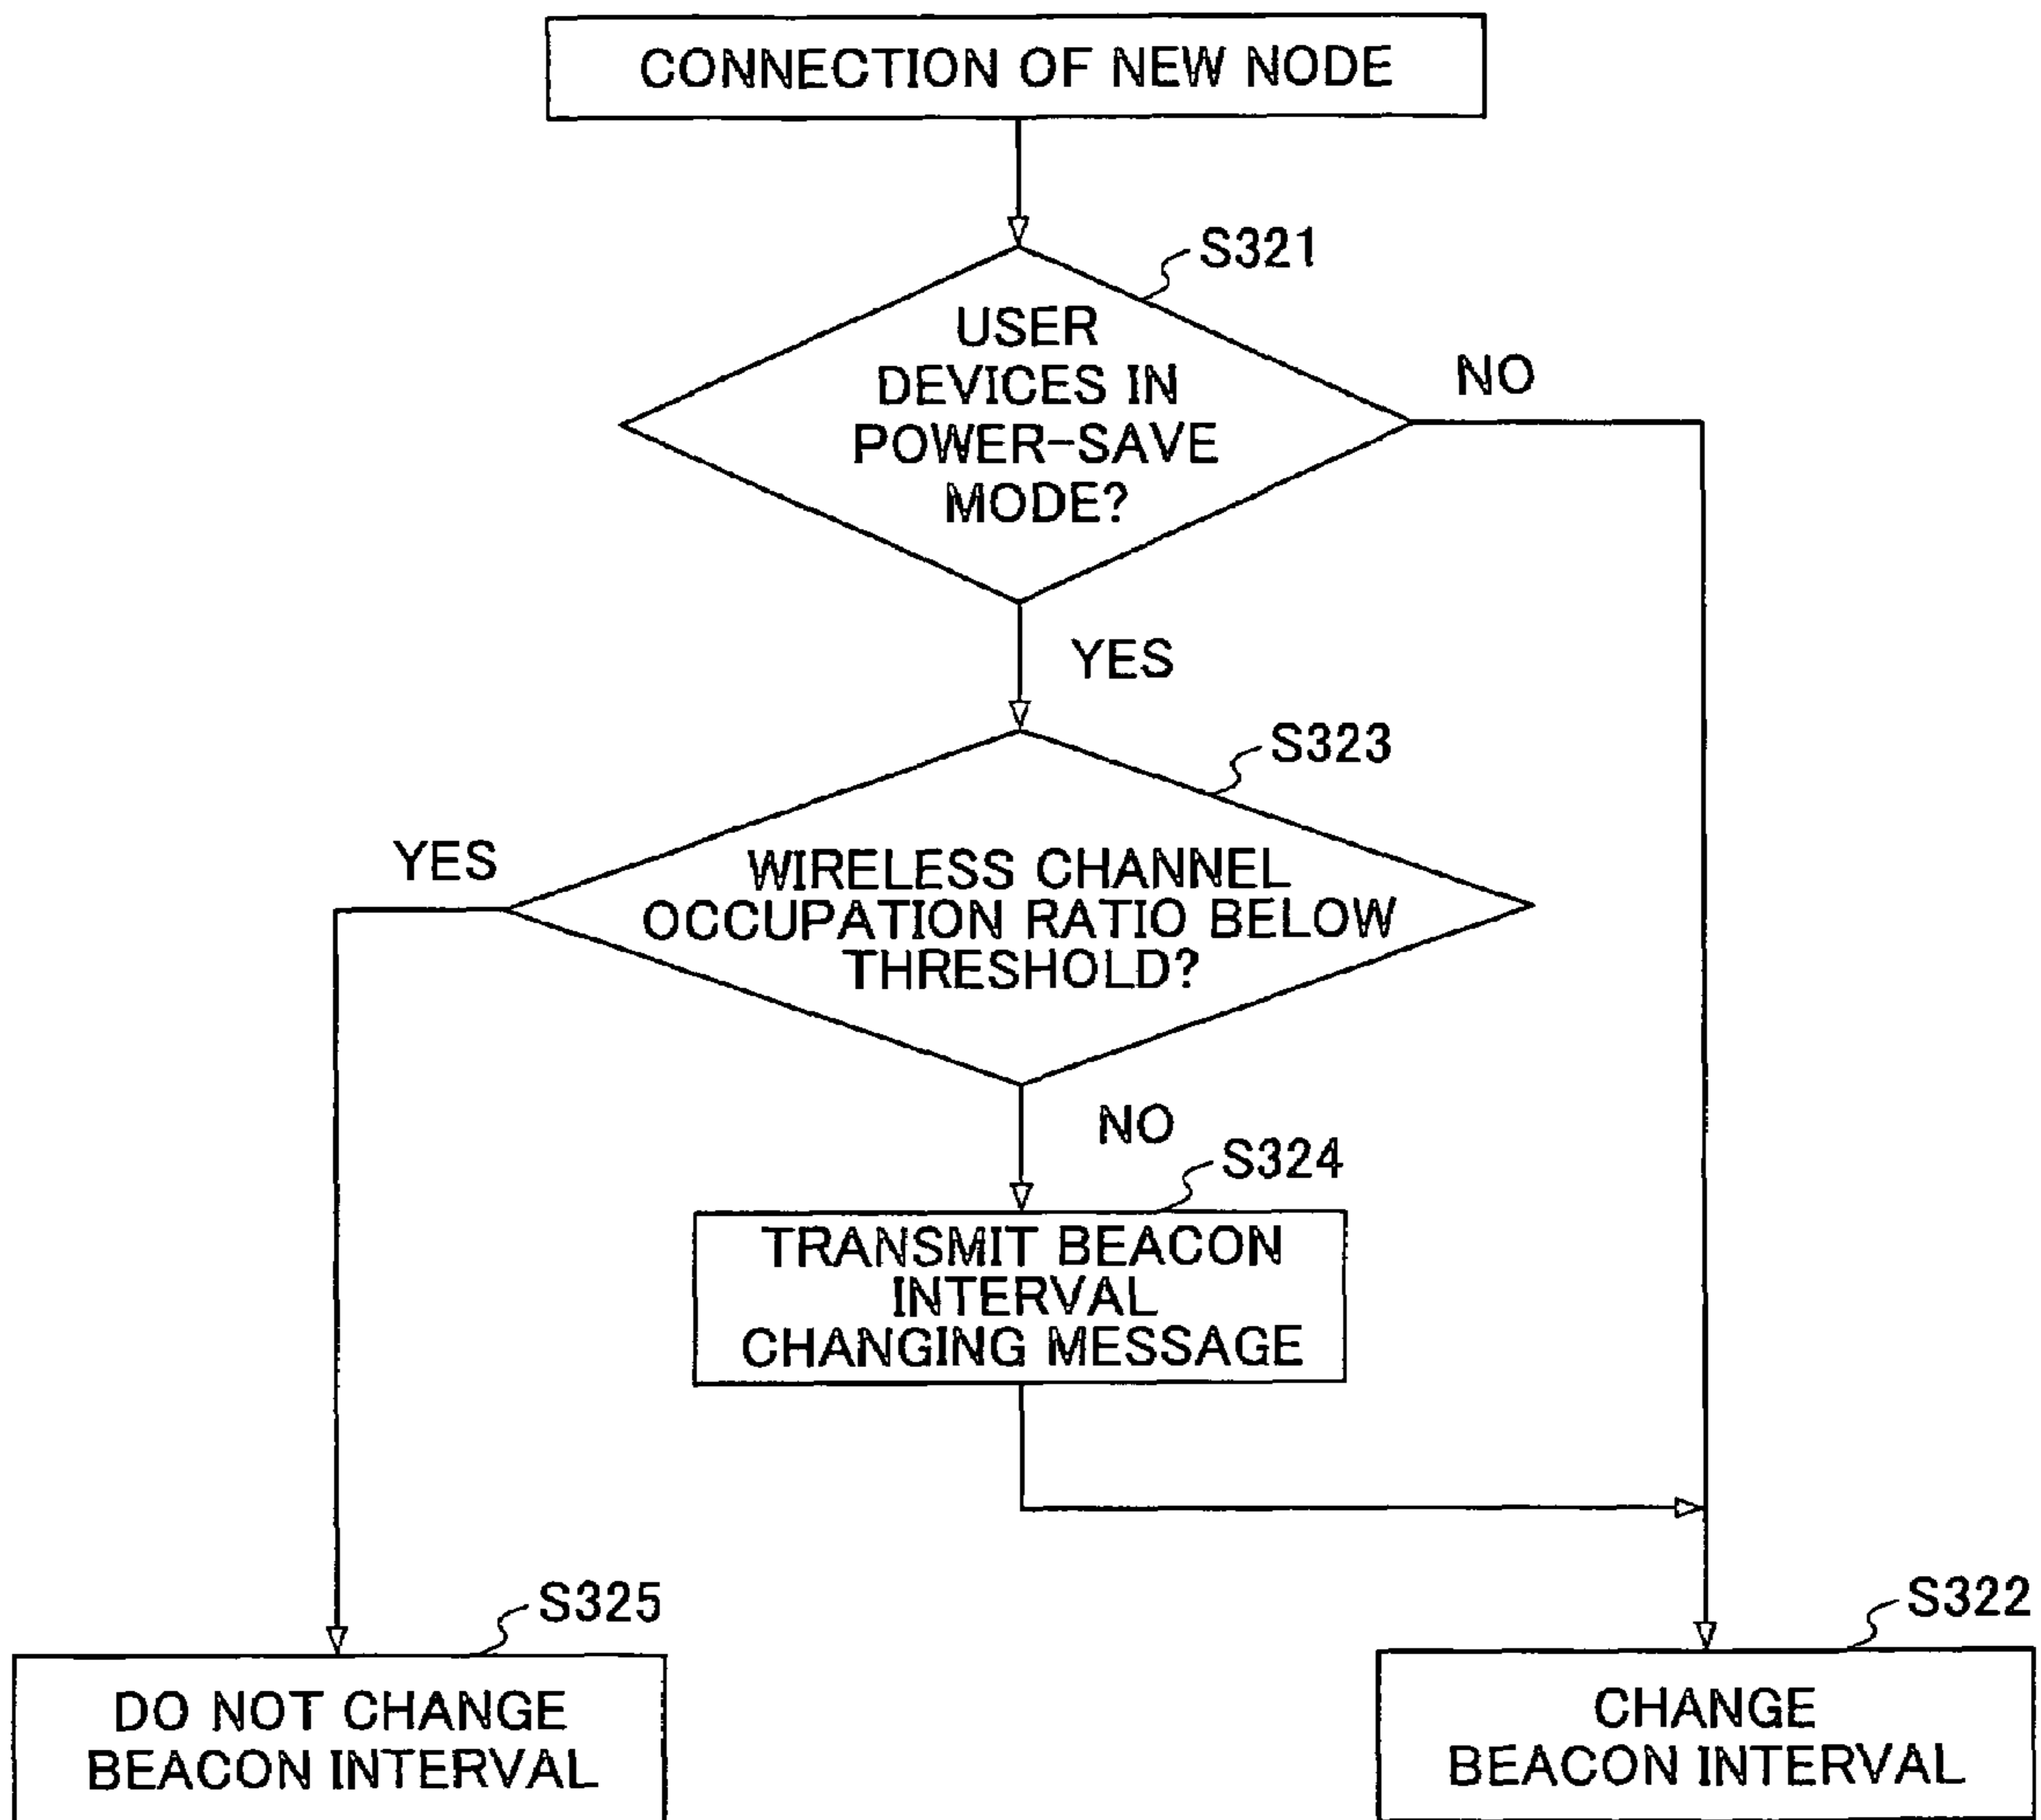 CONNECTION OF NEW NODE
S321
USER
DEVICES IN
POWER-SAVE
MODE?
NO
YES
S323
YES
WIRELESS CHANNEL
OCCUPATION RATIO BELOW
THRESHOLD?
NO
S324
TRANSMIT BEACON
INTERVAL
CHANGING MESSAGE
S325
DO NOT CHANGE
BEACON INTERVAL
S322
CHANGE
BEACON INTERVAL